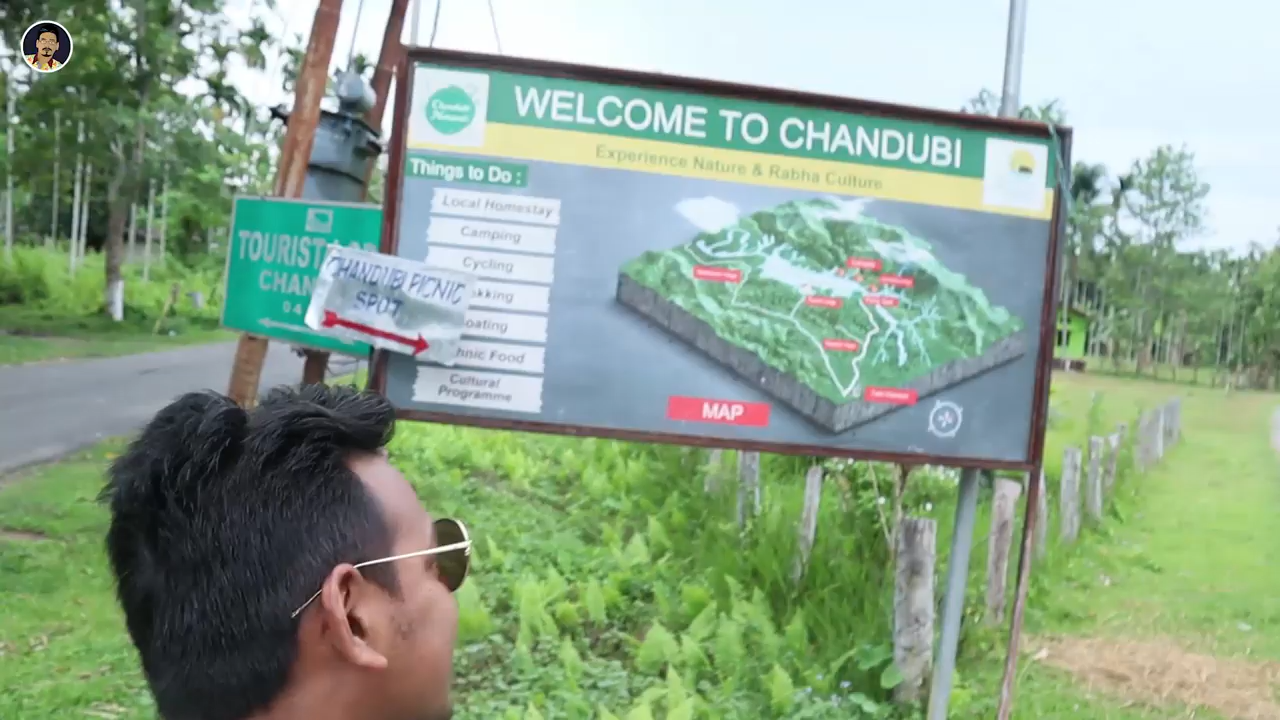 WELCOME TO CHANDUBI
Experience Nature & Rabha Culture
Things to Do :
Local Homestay
Camping
Cycling
kking
oating
hnic Food
Cultural
Programme
MAP
TOURIST
CHAN
CHANDUBI PICNIC
SPOT